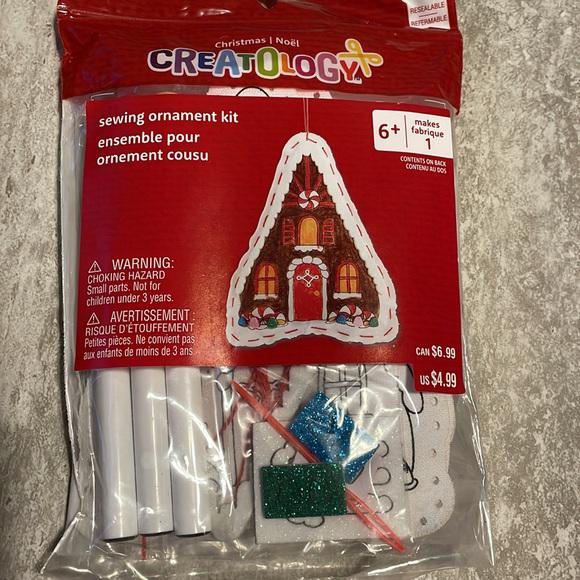 RESEALABLE
REFERMABLE
Christmas | Noël
CREATOLOGY
sewing ornament kit
ensemble pour
ornement cousu
6+
makes
fabrique
1
CONTENTS ON BACK
CONTENU AU DOS
WARNING:
CHOKING HAZARD
Small parts. Not for
children under 3 years.
AVERTISSEMENT :
RISQUE D'ÉTOUFFEMENT
Petites pièces. Ne convient pas
aux enfants de moins de 3 ans.
CAN $6.99
US $4.99